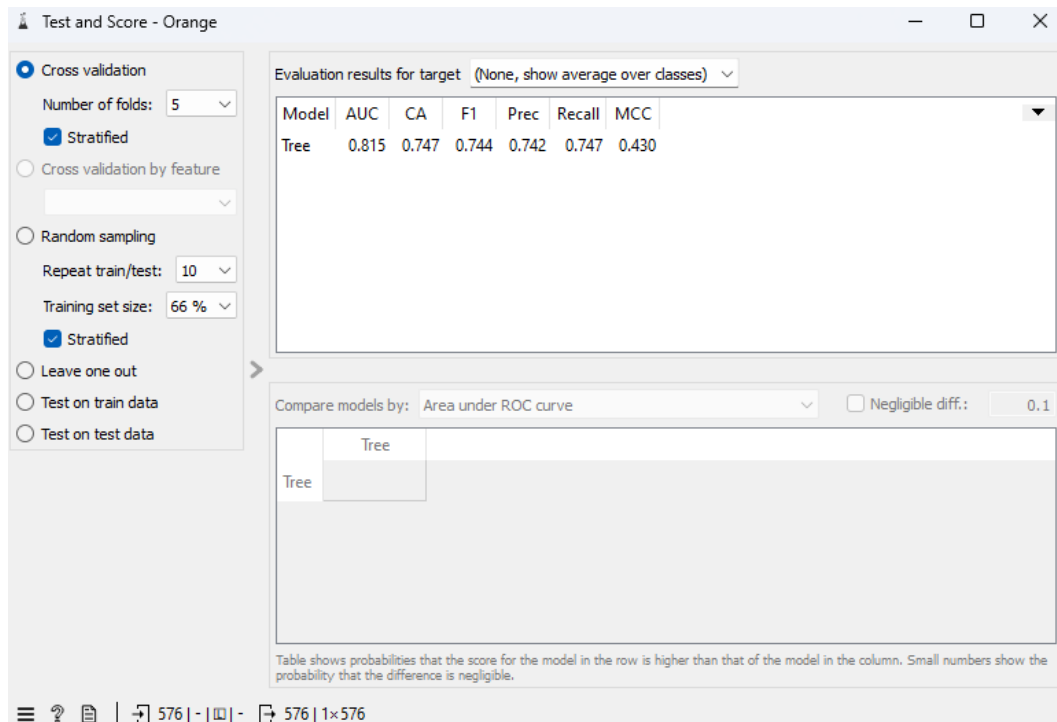 Test and Score - Orange
Cross validation
Number of folds: 5
Stratified
Cross validation by feature
Random sampling
Repeat train/test: 10
Training set size: 66 %
Stratified
Leave one out
Test on train data
Test on test data
Evaluation results for target (None, show average over classes)
Model AUC CA F1 Prec Recall MCC
Tree 0.815 0.747 0.744 0.742 0.747 0.430
Compare models by: Area under ROC curve Negligible diff.: 0.1
Tree
Tree
Table shows probabilities that the score for the model in the row is higher than that of the model in the column. Small numbers show the
probability that the difference is negligible.
576 | - | - 576 | 1×576